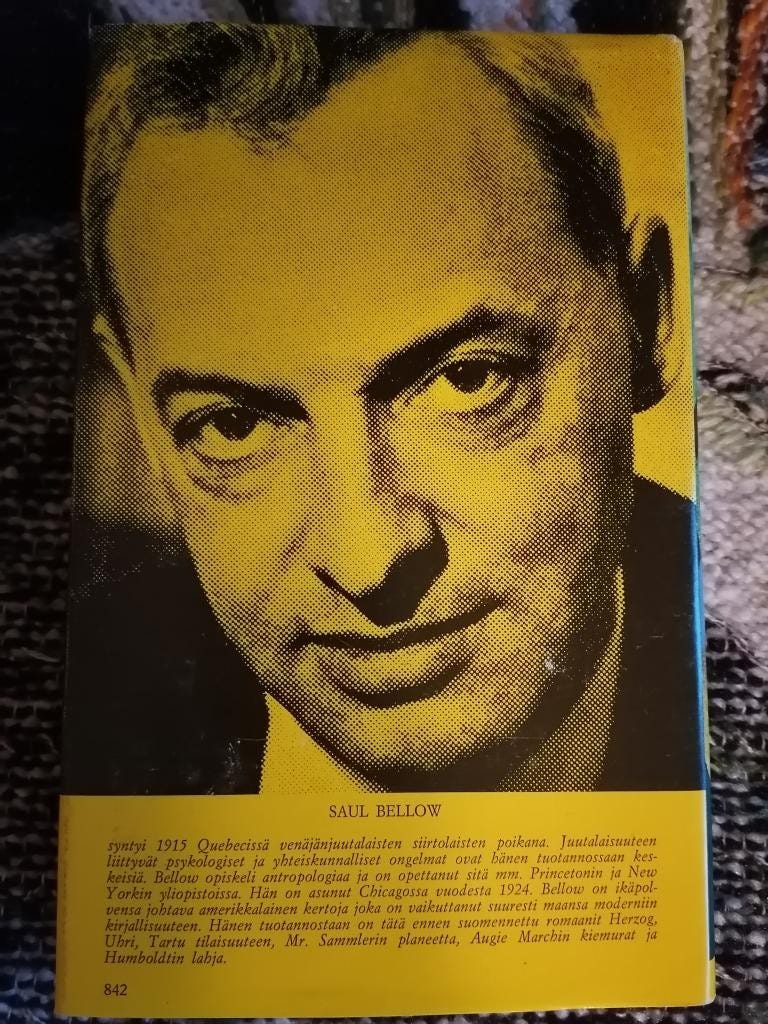 SAUL BELLOW
syntyi 1915 Quebecissä venäjänjuutalaisten siirtolaisten poikana. Juutalaisuuteen
liittyvät psykologiset ja yhteiskunnalliset ongelmat ovat hänen tuotannossaan kes-
keisiä. Bellow opiskeli antropologiaa ja on opettanut sitä mm. Princetonin ja New
Yorkin yliopistoissa. Hän on asunut Chicagossa vuodesta 1924. Bellow on ikäpol-
vensa johtava amerikkalainen kertoja joka on vaikuttanut suuresti maansa moderniin
kirjallisuuteen. Hänen tuotannostaan on tätä ennen suomennettu romaanit Herzog,
Uhri, Tartu tilaisuuteen, Mr. Sammlerin planeetta, Augie Marchin kiemurat ja
Humboldtin lahja.
842